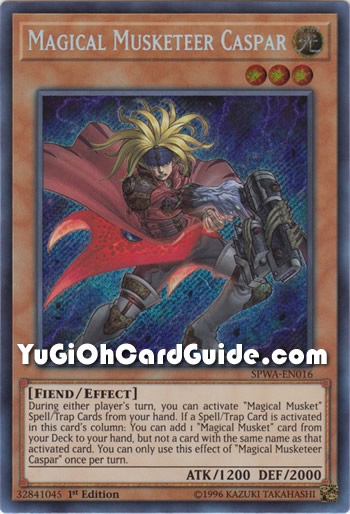 MAGICAL MUSKETEER CASPAR
光
YuGiOhCardGuide.com
SPWA-EN016
[FIEND/EFFECT]
During either player's turn, you can activate "Magical Musket"
Spell/Trap Cards from your hand. If a Spell/Trap Card is activated
in this card's column: You can add 1 "Magical Musket" card from
your Deck to your hand, but not a card with the same name as that
activated card. You can only use this effect of "Magical Musketeer
Caspar" once per turn.
ATK/1200 DEF/2000
32841045 1st Edition ©1996 KAZUKI TAKAHASHI